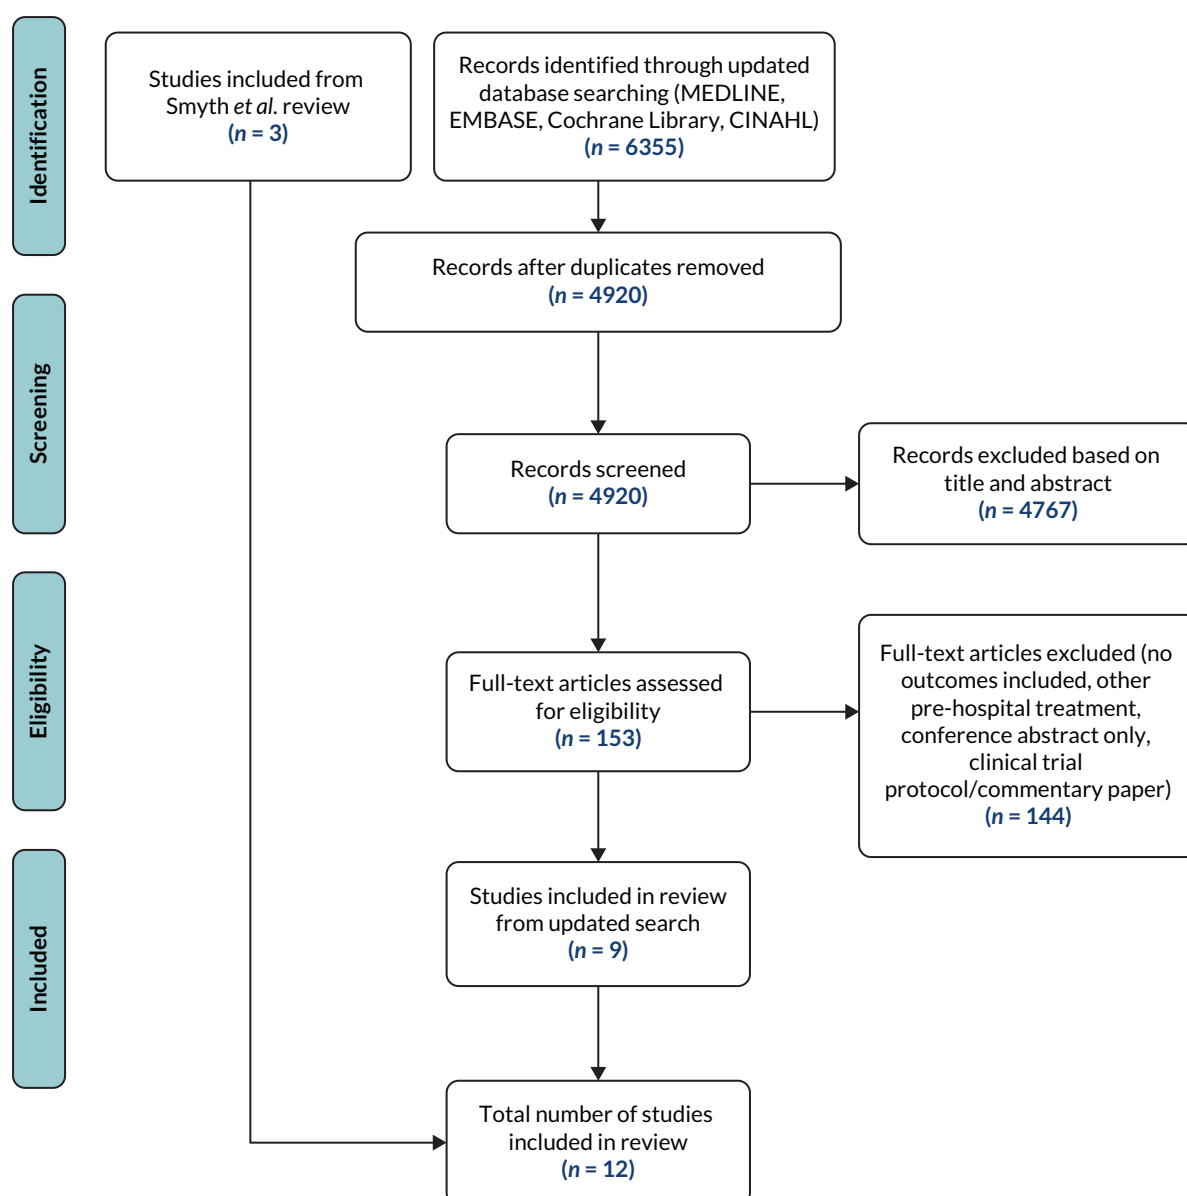 Identification
Studies included from
Smyth et al. review
(n = 3)
Records identified through updated
database searching (MEDLINE,
EMBASE, Cochrane Library, CINAHL)
(n = 6355)
Records after duplicates removed
(n = 4920)
Screening
Records screened
(n = 4920)
Records excluded based on
title and abstract
(n = 4767)
Eligibility
Full-text articles assessed
for eligibility
(n = 153)
Full-text articles excluded (no
outcomes included, other
pre-hospital treatment,
conference abstract only,
clinical trial
protocol/commentary paper)
(n = 144)
Included
Studies included in review
from updated search
(n = 9)
Total number of studies
included in review
(n = 12)